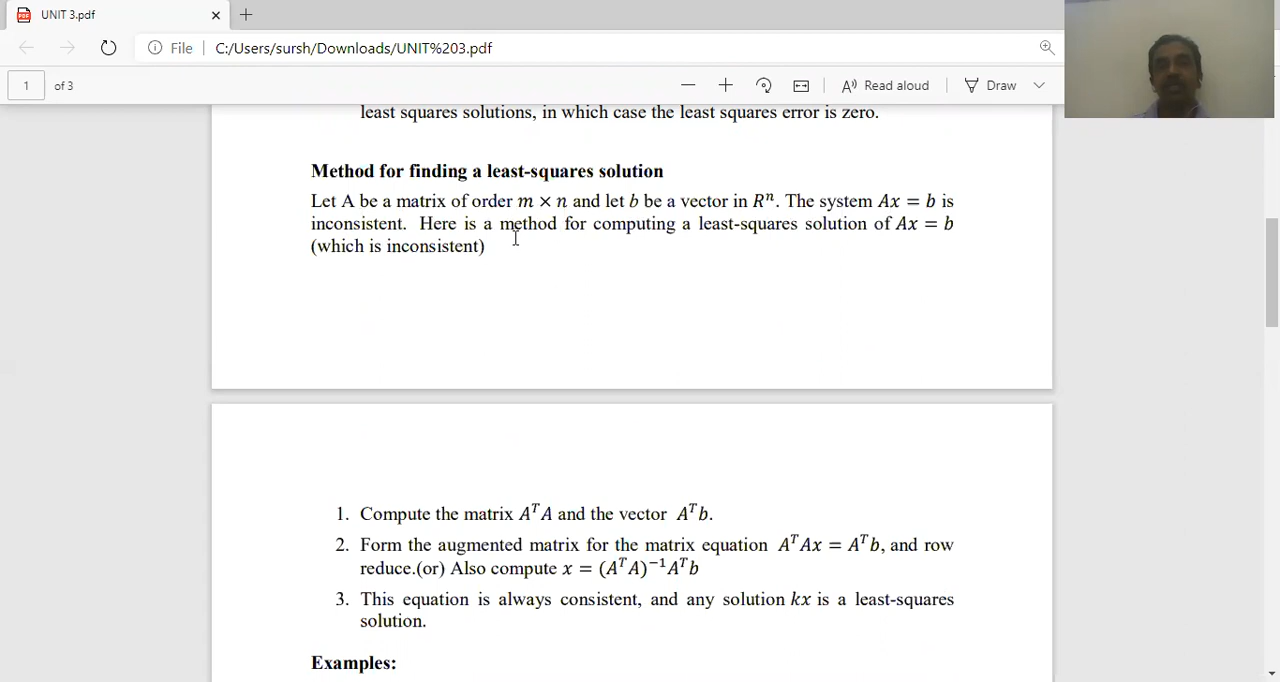 UNIT 3.pdf
File
C:/Users/sursh/Downloads/UNIT%203.pdf
1 of 3
Read aloud
Draw
least squares solutions, in which case the least squares error is zero.
Method for finding a least-squares solution
Let A be a matrix of order m × n and let b be a vector in Rⁿ. The system Ax = b is
inconsistent. Here is a method for computing a least-squares solution of Ax = b
(which is inconsistent)
1. Compute the matrix AᵀA and the vector Aᵀb.
2. Form the augmented matrix for the matrix equation AᵀAx = Aᵀb, and row
reduce.(or) Also compute x = (AᵀA)⁻¹Aᵀb
3. This equation is always consistent, and any solution kx is a least-squares
solution.
Examples: